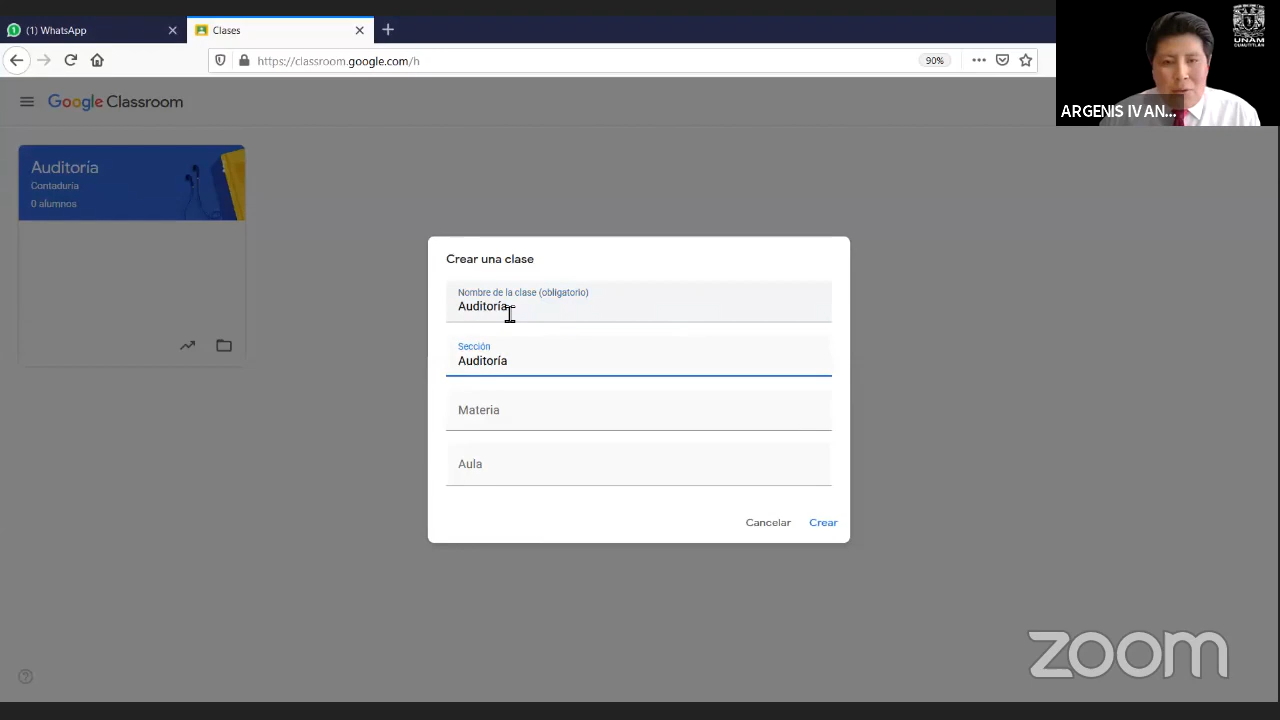 (1) WhatsApp
Clases
https://classroom.google.com/h
90%
UNAM
CUAUTITLÁN
ARGENIS IVAN...
Google Classroom
Auditoría
Contaduría
0 alumnos
Crear una clase
Nombre de la clase (obligatorio)
Auditoría
Sección
Auditoría
Materia
Aula
Cancelar
Crear
zoom